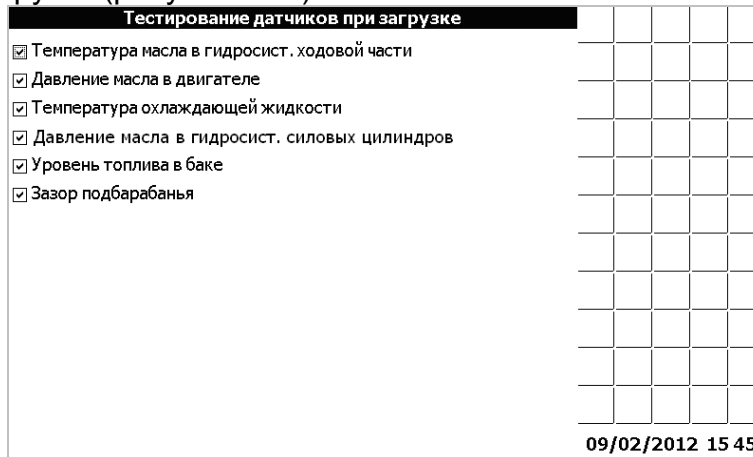 Тестирование датчиков при загрузке
Температура масла в гидросист. ходовой части
Давление масла в двигателе
Температура охлаждающей жидкости
Давление масла в гидросист. силовых цилиндров
Уровень топлива в баке
Зазор подбарабанья
09/02/2012 15 45